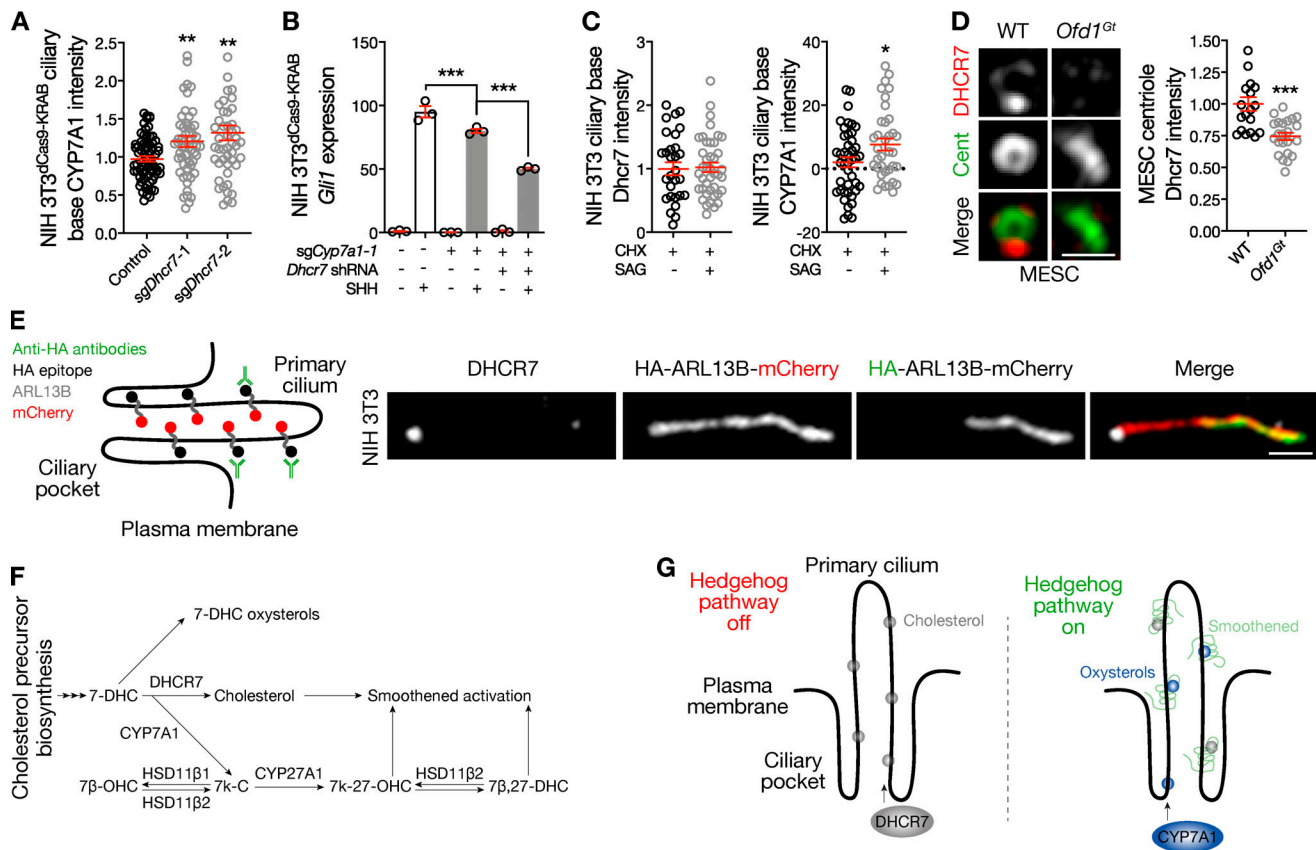 A
NIH 3T3dCas9-KRAB ciliary
base CYP7A1 intensity
2.5
2.0
1.5
1.0
0.5
0.0
** **
Control
sgDhcr7-1
sgDhcr7-2
B
NIH 3T3dCas9-KRAB
Gli1 expression
150
100
50
0
***
***
sgCyp7a1-1 - - + + + +
Dhcr7 shRNA - - - - + +
SHH - + - + - +
C
NIH 3T3 ciliary base
Dhcr7 intensity
3
2
1
0
CHX + +
SAG - +
NIH 3T3 ciliary base
CYP7A1 intensity
40
20
0
-20
*
CHX + +
SAG - +
D
WT Ofd1Gt
DHCR7
Cent
Merge
MESC
MESC centriole
Dhcr7 intensity
1.50
1.25
1.00
0.75
0.50
0.25
0.00
***
WT
Ofd1Gt
E
Anti-HA antibodies
HA epitope
ARL13B
mCherry
Primary
cilium
Ciliary
pocket
Plasma membrane
NIH 3T3
DHCR7
HA-ARL13B-mCherry
HA-ARL13B-mCherry
Merge
F
Cholesterol precursor
biosynthesis
7-DHC oxysterols
7-DHC DHCR7 Cholesterol Smoothened activation
CYP7A1
7β-OHC HSD11β1 7k-C CYP27A1 7k-27-OHC HSD11β2 7β,27-DHC
HSD11β2
G
Hedgehog
pathway
off
Primary cilium
Cholesterol
Plasma
membrane
Ciliary
pocket
DHCR7
Hedgehog
pathway
on
Smoothened
Oxysterols
CYP7A1